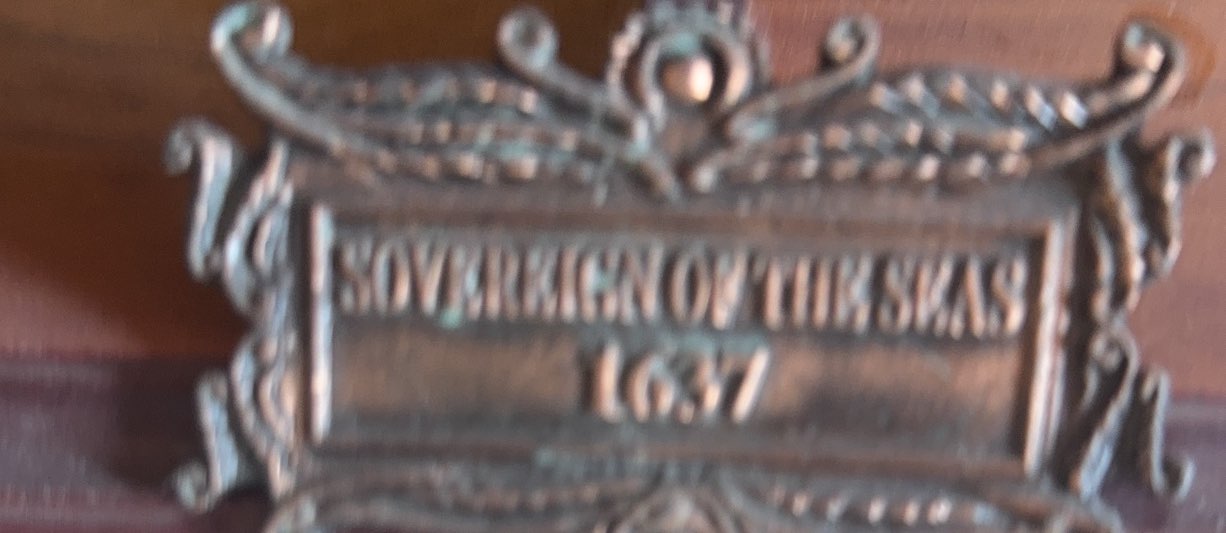 SOVEREIGN OF THE SEAS
1637